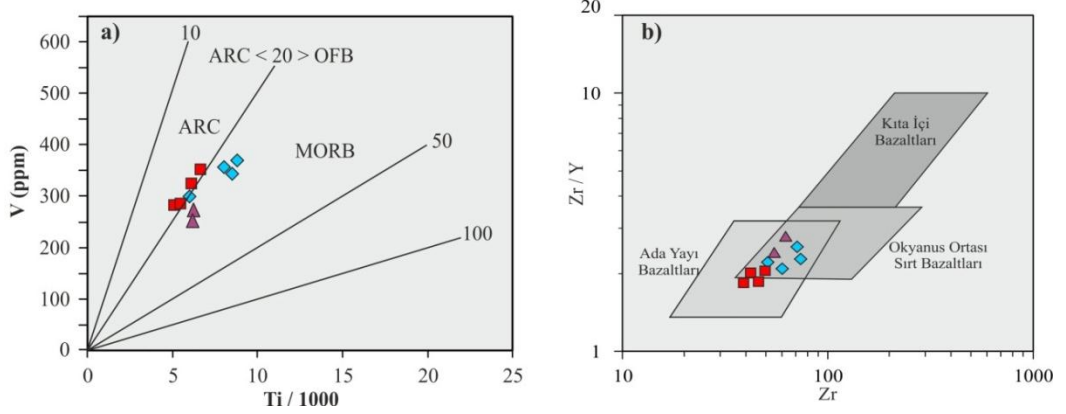 a)
V (ppm)
600
500
400
300
200
100
0
10
ARC < 20 > OFB
ARC
MORB
50
100
0
5
10
15
20
25
Ti / 1000
b)
Zr / Y
20
10
1
Kıta İçi
Bazaltları
Ada Yayı
Bazaltları
Okyanus Ortası
Sırt Bazaltları
10
100
1000
Zr